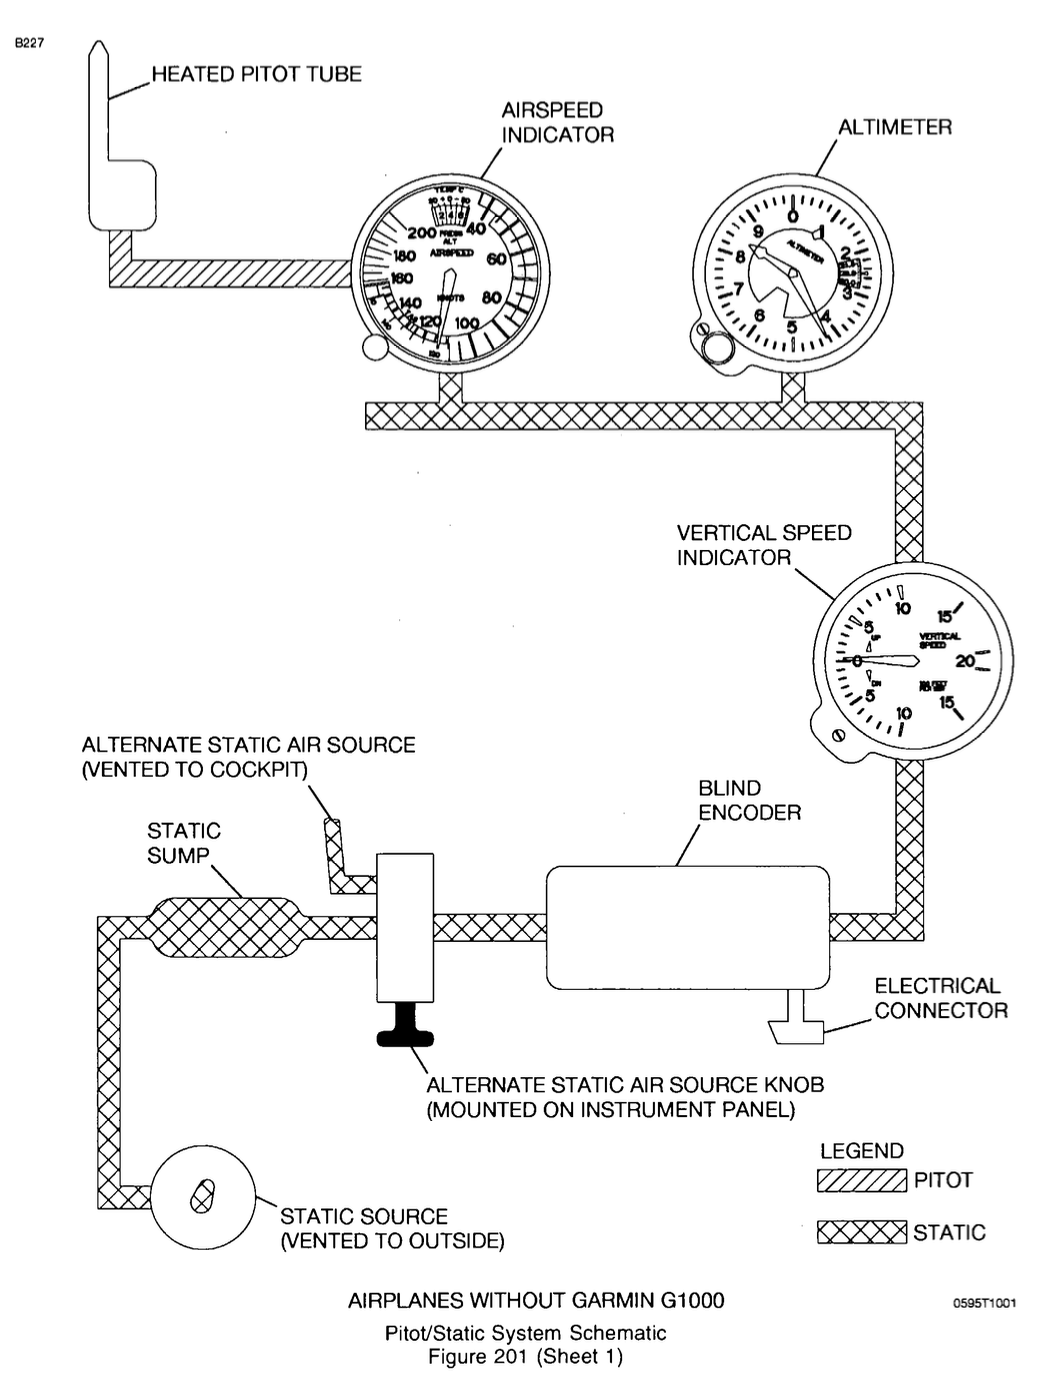 B227
HEATED PITOT TUBE
AIRSPEED
INDICATOR
ALTIMETER
TEMP C
200
PRESS
ALT
40
AIRSPEED
180
60
160
KNOTS
80
140
120
100
0
1
2
3
4
5
6
7
8
9
ALTIMETER
VERTICAL SPEED
INDICATOR
10
15
5
UP
VERTICAL
SPEED
0
20
DN
5
15
10
ALTERNATE STATIC AIR SOURCE
(VENTED TO COCKPIT)
BLIND
ENCODER
STATIC
SUMP
ELECTRICAL
CONNECTOR
ALTERNATE STATIC AIR SOURCE KNOB
(MOUNTED ON INSTRUMENT PANEL)
LEGEND
PITOT
STATIC
STATIC SOURCE
(VENTED TO OUTSIDE)
AIRPLANES WITHOUT GARMIN G1000
0595T1001
Pitot/Static System Schematic
Figure 201 (Sheet 1)